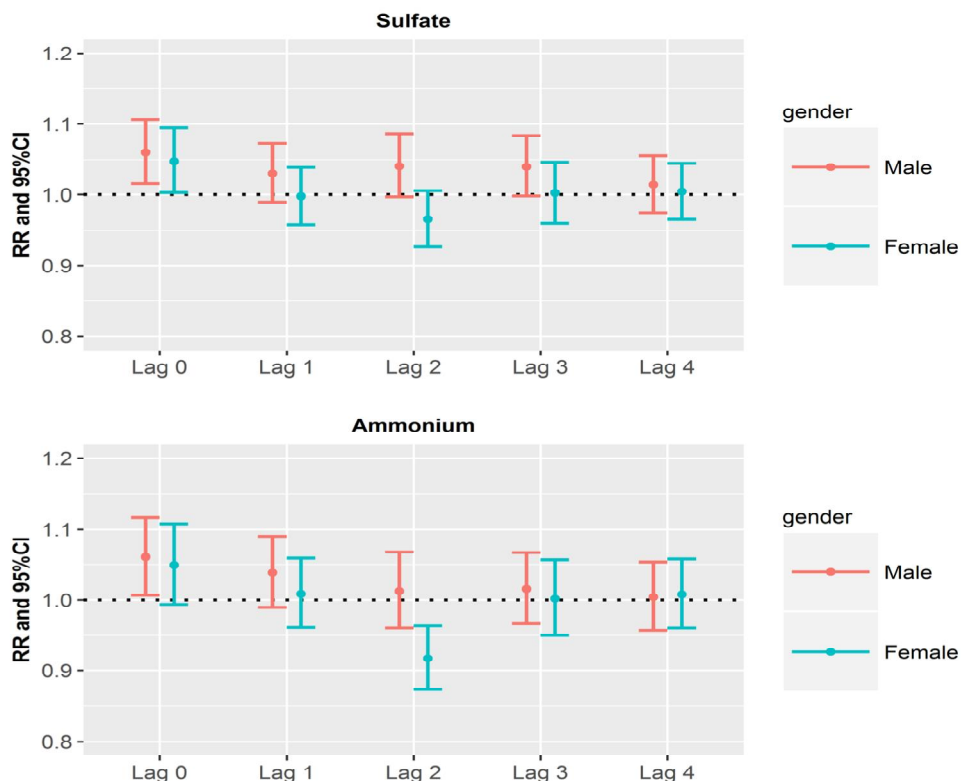 Sulfate
1.2
1.1
1.0
0.9
0.8
RR and 95%CI
Lag 0 Lag 1 Lag 2 Lag 3 Lag 4
gender
Male
Female
Ammonium
1.2
1.1
1.0
0.9
0.8
RR and 95%CI
Lag 0 Lag 1 Lag 2 Lag 3 Lag 4
gender
Male
Female